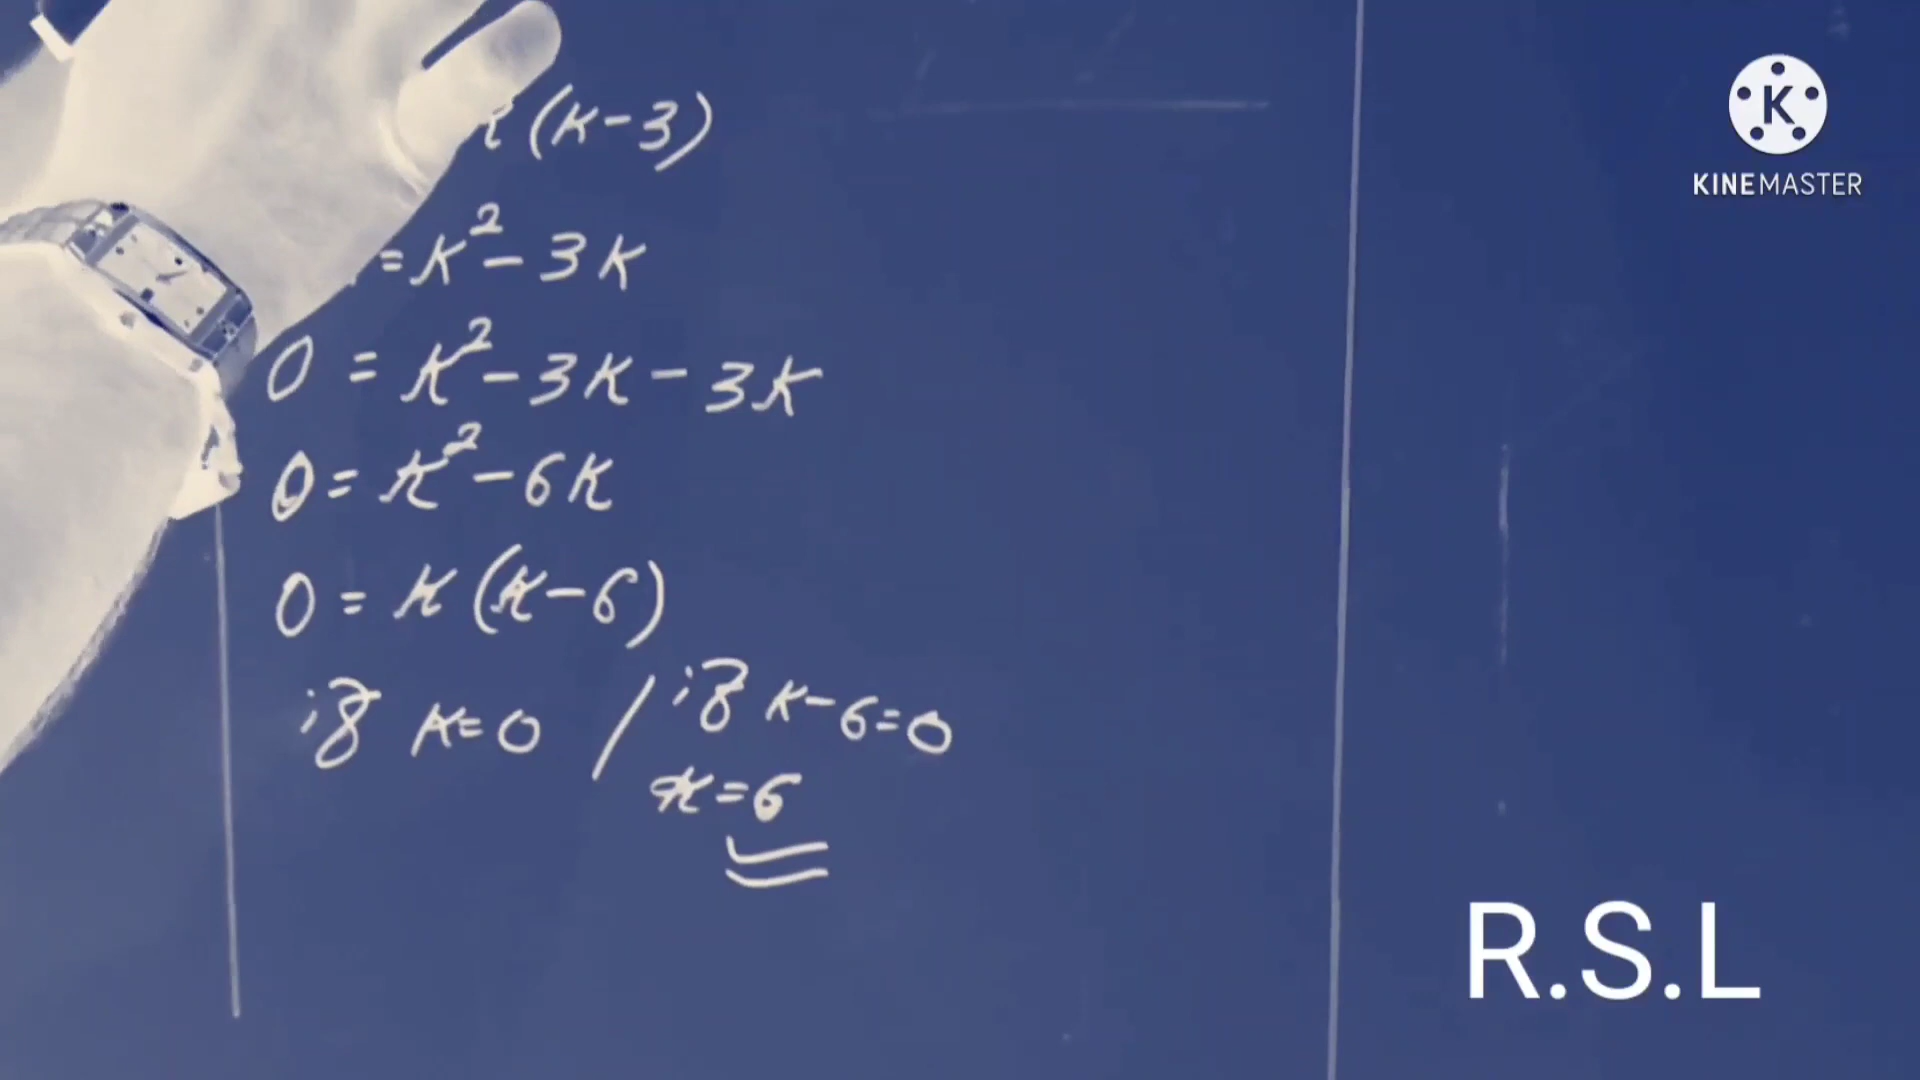 (K-3)
= K² - 3K
0 = K² - 3K - 3K
0 = K² - 6K
0 = K (K-6)
if K=0 / if K-6=0
K=6
K
KINEMASTER
R.S.L